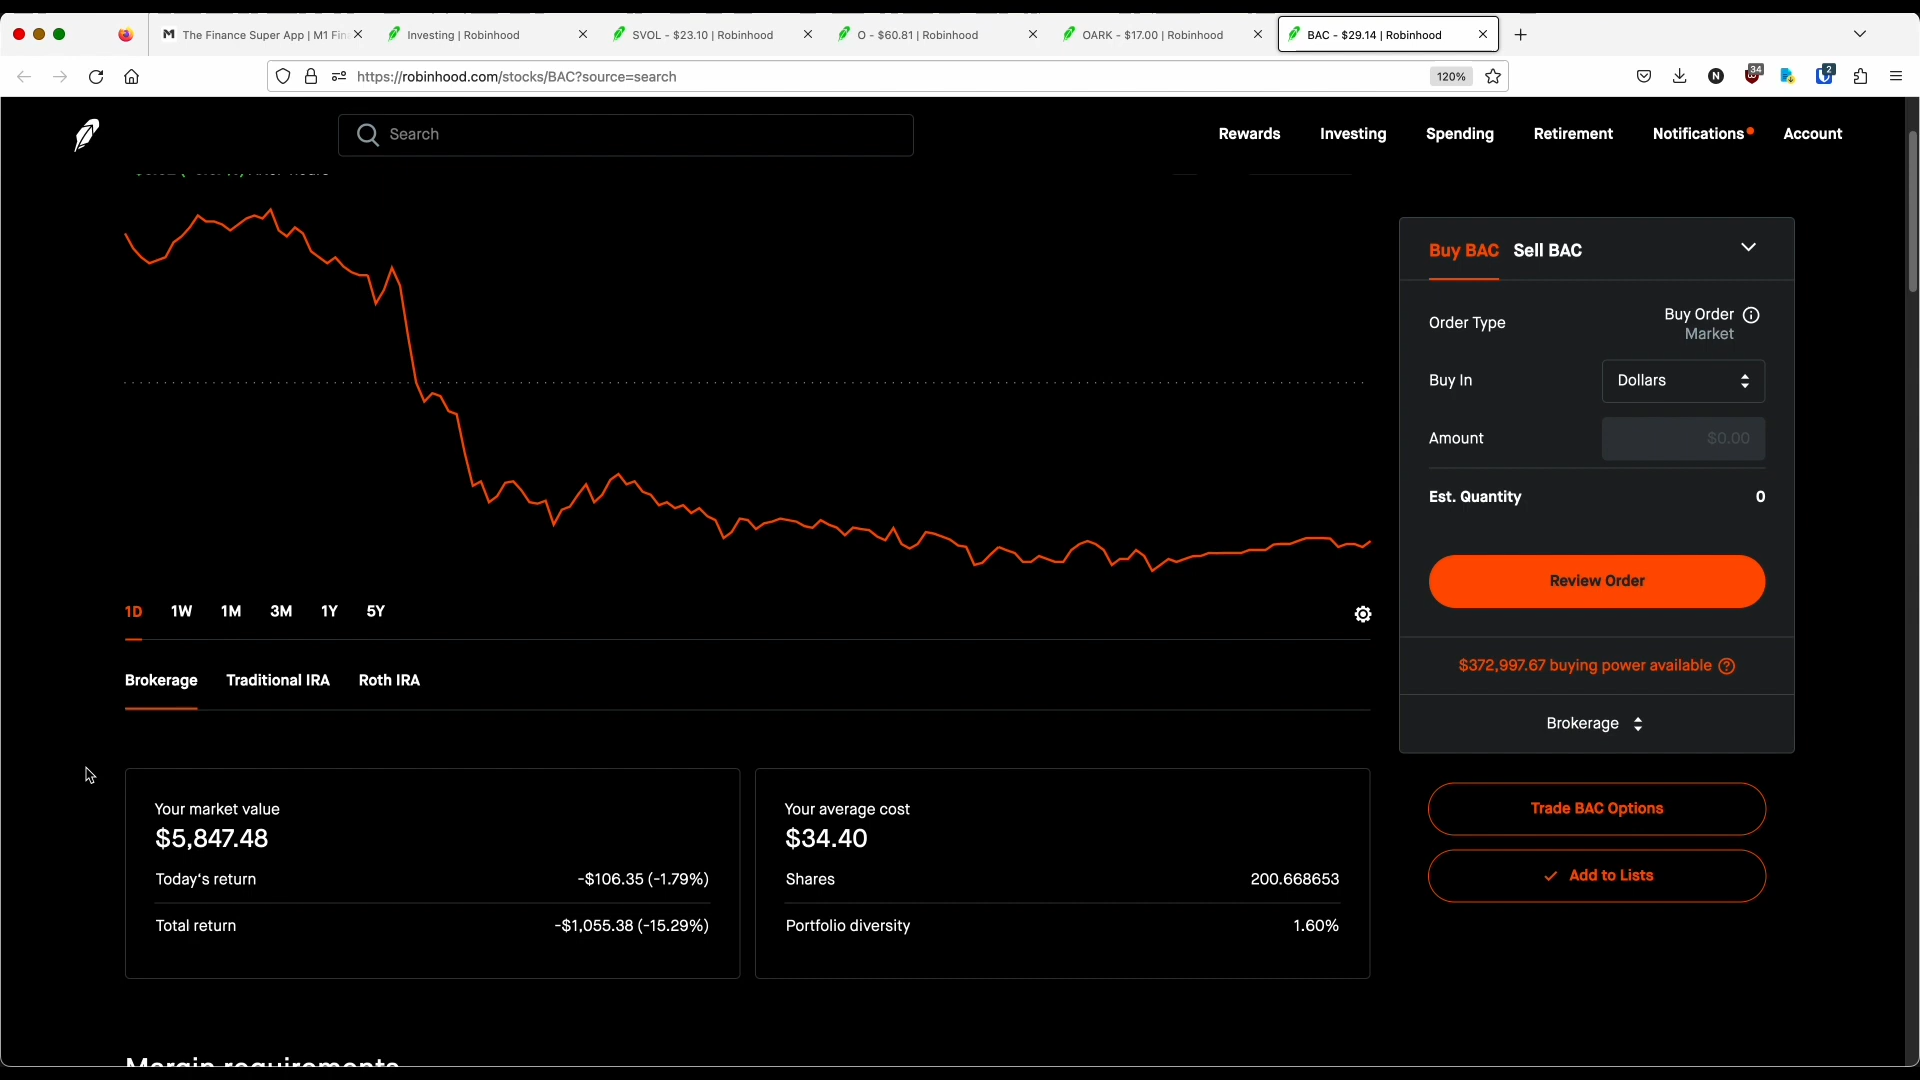 The Finance Super App | M1 Fin
Investing | Robinhood
SVOL - $23.10 | Robinhood
O - $60.81 | Robinhood
OARK - $17.00 | Robinhood
BAC - $29.14 | Robinhood
https://robinhood.com/stocks/BAC?source=search
120%
N
34
2
Search
Rewards
Investing
Spending
Retirement
Notifications
Account
Buy BAC
Sell BAC
Order Type
Buy Order
Market
Buy In
Dollars
Amount
$0.00
Est. Quantity
0
Review Order
$372,997.67 buying power available
Brokerage
Trade BAC Options
Add to Lists
1D
1W
1M
3M
1Y
5Y
Brokerage
Traditional IRA
Roth IRA
Your market value
$5,847.48
Today's return
-$106.35 (-1.79%)
Total return
-$1,055.38 (-15.29%)
Your average cost
$34.40
Shares
200.668653
Portfolio diversity
1.60%
Margin requirements